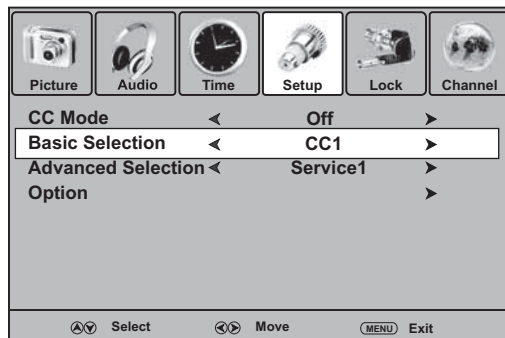 Picture Audio Time Setup Lock Channel
CC Mode Off
Basic Selection CC1
Advanced Selection Service1
Option
Select Move MENU Exit